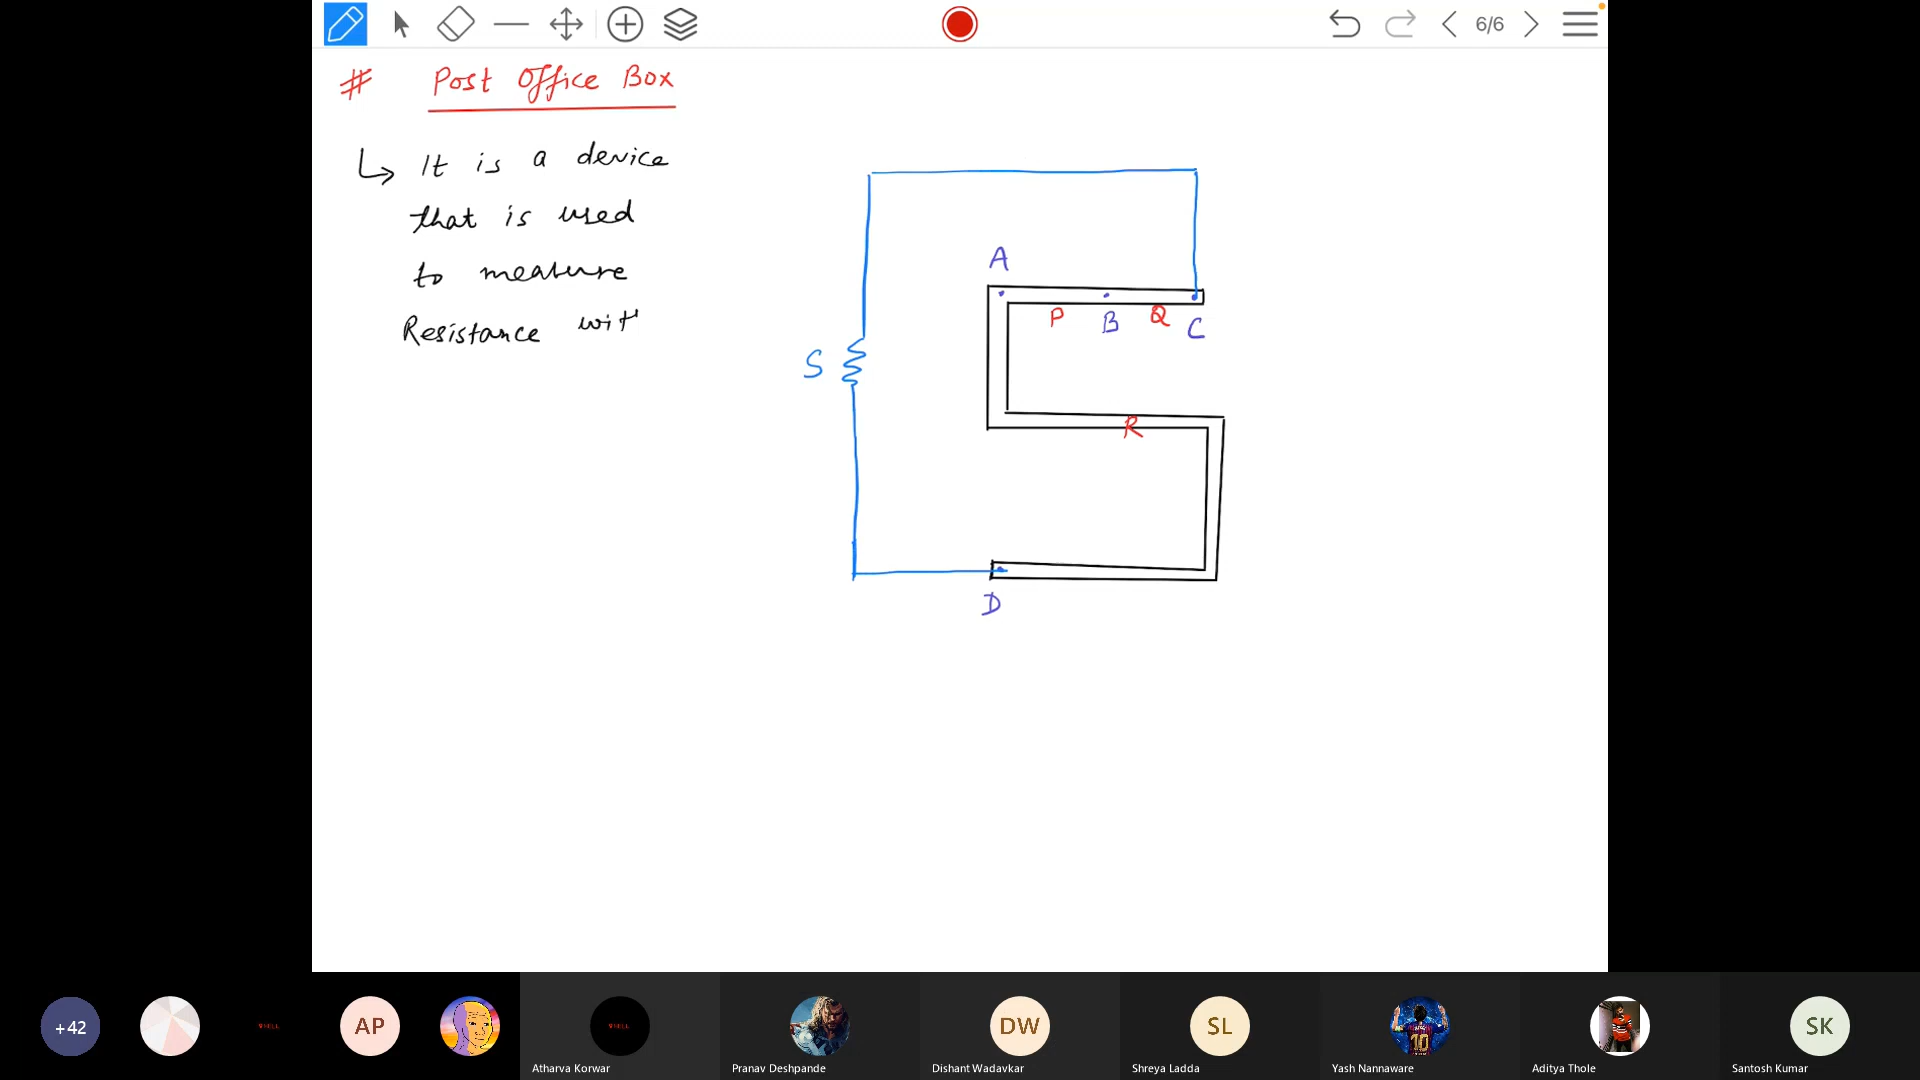 6/6
# Post Office Box
↳ It is a device
that is used
to measure
Resistance wit
A
P
B
Q
C
S
R
D
+42
AP
DW
SL
10
SK
Atharva Korwar
Pranav Deshpande
Dishant Wadavkar
Shreya Ladda
Yash Nannaware
Aditya Thole
Santosh Kumar